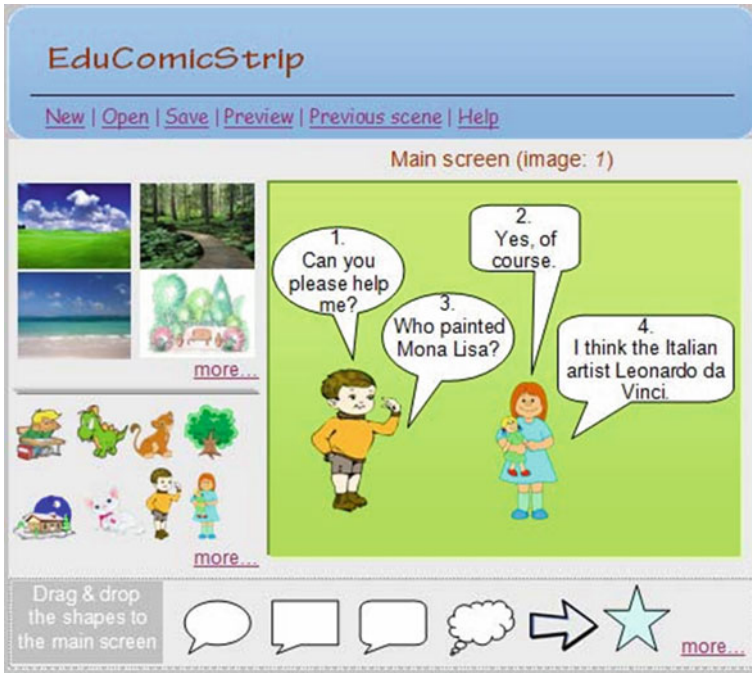 EduComicStrip
New | Open | Save | Preview | Previous scene | Help
Main screen (image: 1)
1.
Can you
please help
me?
2.
Yes, of
course.
3.
Who painted
Mona Lisa?
4.
I think the Italian
artist Leonardo da
Vinci.
more...
more...
Drag & drop
the shapes to
the main screen
more...